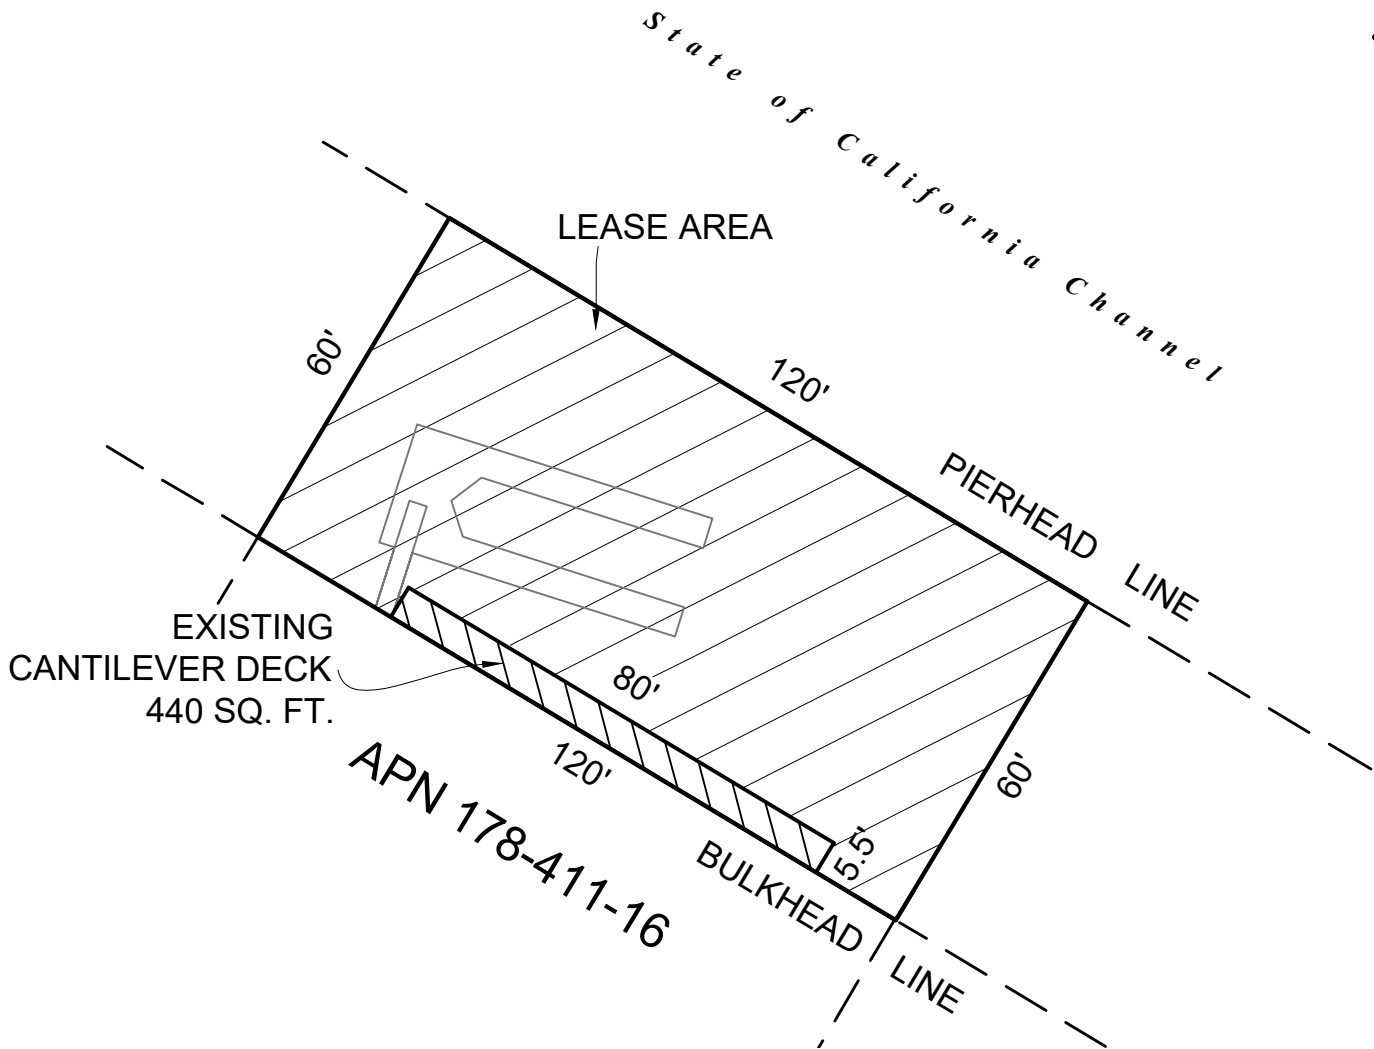 State of California Channel
LEASE AREA
60'
120'
PIERHEAD LINE
EXISTING
CANTILEVER DECK
440 SQ. FT.
80'
120'
60'
5.5'
APN 178-411-16
BULKHEAD LINE